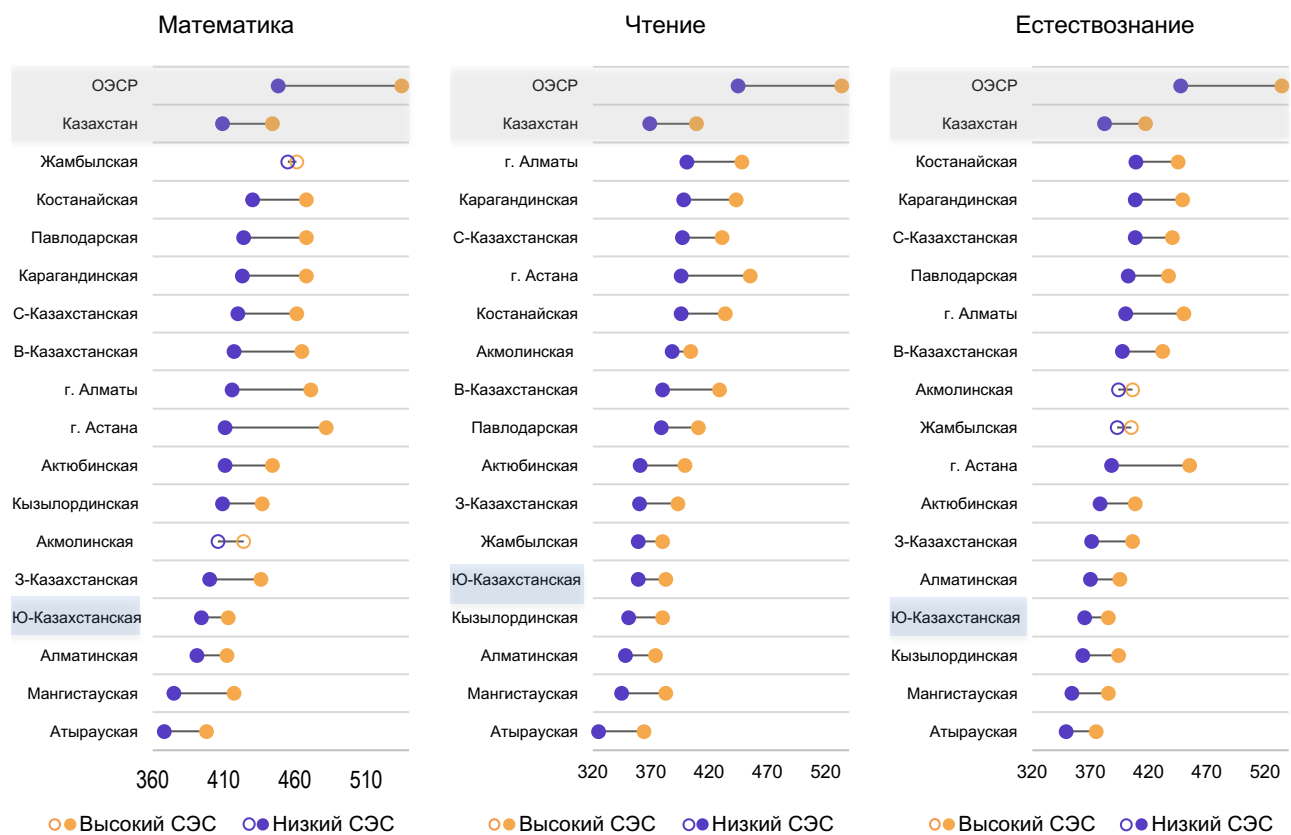 Математика
ОЭСР
Казахстан
Жамбылская
Костанайская
Павлодарская
Карагандинская
С-Казахстанская
В-Казахстанская
г. Алматы
г. Астана
Актюбинская
Кызылординская
Акмолинская
З-Казахстанская
Ю-Казахстанская
Алматинская
Мангистауская
Атырауская
360 410 460 510
Высокий СЭС Низкий СЭС
Чтение
ОЭСР
Казахстан
г. Алматы
Карагандинская
С-Казахстанская
г. Астана
Костанайская
Акмолинская
В-Казахстанская
Павлодарская
Актюбинская
З-Казахстанская
Жамбылская
Ю-Казахстанская
Кызылординская
Алматинская
Мангистауская
Атырауская
320 370 420 470 520
Высокий СЭС Низкий СЭС
Естествознание
ОЭСР
Казахстан
Костанайская
Карагандинская
С-Казахстанская
Павлодарская
г. Алматы
В-Казахстанская
Акмолинская
Жамбылская
г. Астана
Актюбинская
З-Казахстанская
Алматинская
Ю-Казахстанская
Кызылординская
Мангистауская
Атырауская
320 370 420 470 520
Высокий СЭС Низкий СЭС